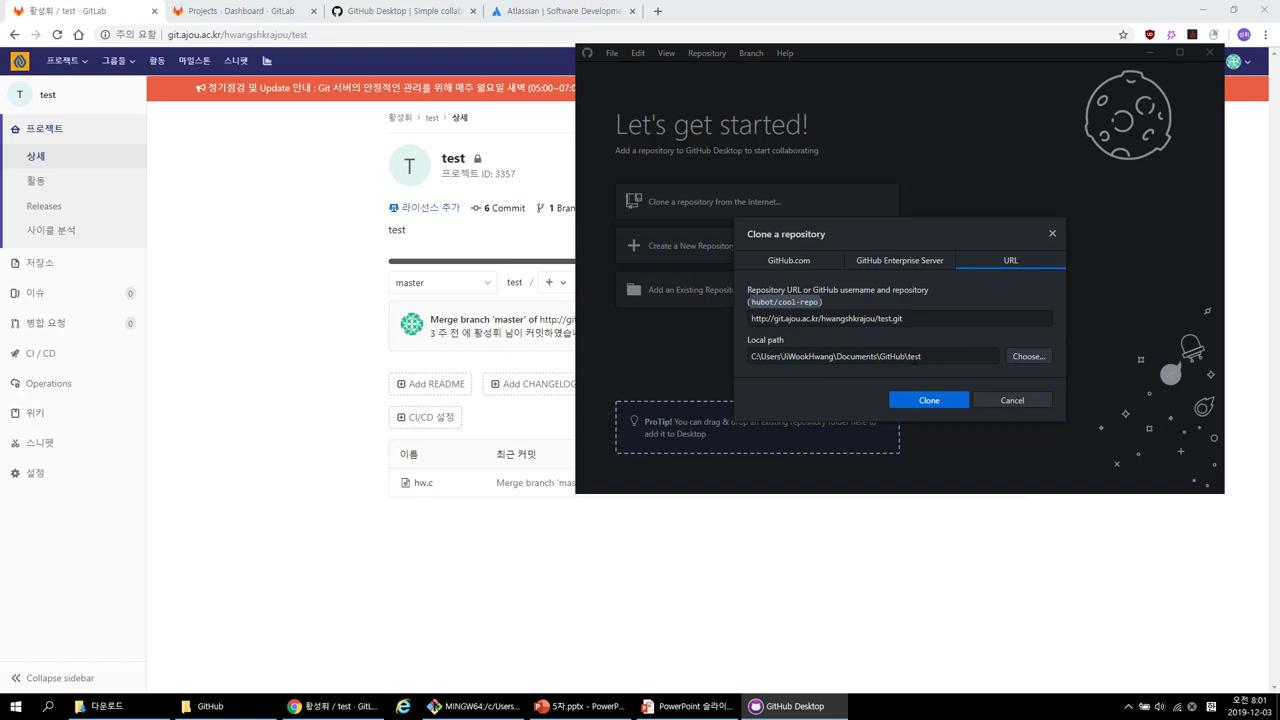 황성휘 / test · GitLab
Projects · Dashboard · GitLab
GitHub Desktop | Simple collab
Atlassian | Software Developme
주의 요함
git.ajou.ac.kr/hwangshkrajou/test
프로젝트
그룹들
활동
마일스톤
스니펫
File Edit View Repository Branch Help
T test
정기점검 및 Update 안내 : Git 서버의 안정적인 관리를 위해 매주 월요일 새벽 (05:00~07:0
프로젝트
상세
활동
Releases
사이클 분석
저장소
이슈 0
병합 요청 0
CI / CD
Operations
위키
스니펫
설정
Collapse sidebar
황성휘 > test > 상세
T
test
프로젝트 ID: 3357
라이선스 추가
6 Commit
1 Bran
test
master
test /
Merge branch 'master' of http://git
3 주 전 에 황성휘 님이 커밋하였습니
Add README
Add CHANGELOG
CI/CD 설정
이름 최근 커밋
hw.c Merge branch 'mas
Let's get started!
Add a repository to GitHub Desktop to start collaborating
Clone a repository from the Internet...
Create a New Repository
Add an Existing Reposit
ProTip! You can drag & drop an existing repository folder here to
add it to Desktop
Clone a repository
GitHub.com GitHub Enterprise Server URL
Repository URL or GitHub username and repository
(hubot/cool-repo)
http://git.ajou.ac.kr/hwangshkrajou/test.git
Local path
C:\Users\JiWookHwang\Documents\GitHub\test
Choose...
Clone Cancel
다운로드
GitHub
황성휘 / test · GitL...
MINGW64:/c/Users...
5차.pptx - PowerP...
PowerPoint 슬라이...
GitHub Desktop
오전 8:01
2019-12-03